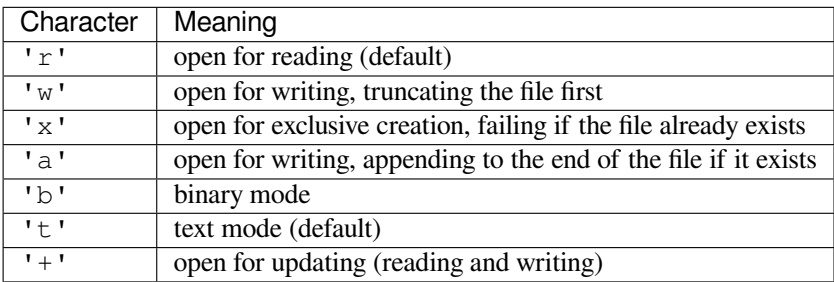 Character Meaning
'r' open for reading (default)
'w' open for writing, truncating the file first
'x' open for exclusive creation, failing if the file already exists
'a' open for writing, appending to the end of the file if it exists
'b' binary mode
't' text mode (default)
'+' open for updating (reading and writing)